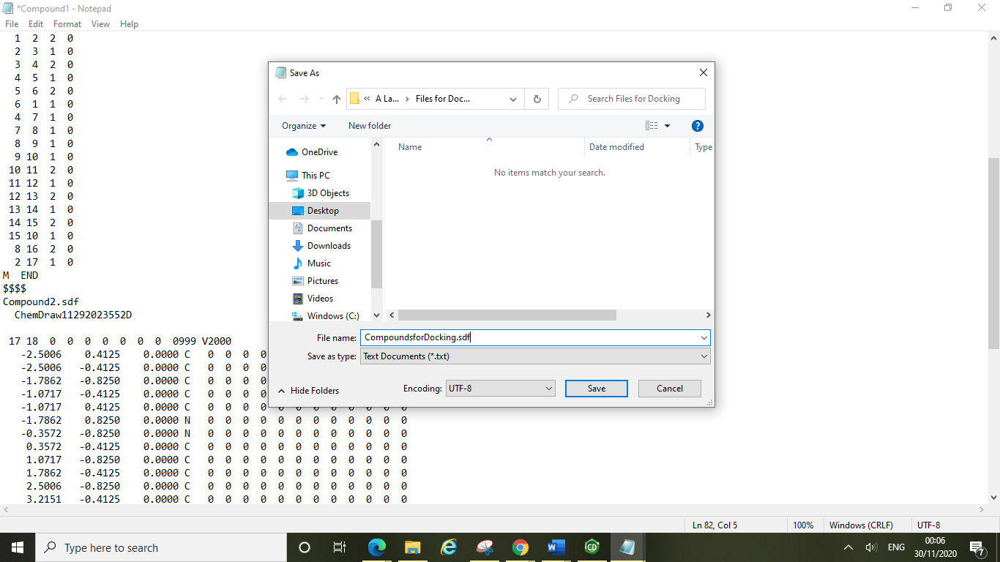 *Compound1 - Notepad
File Edit Format View Help
1 2 2 0
2 3 1 0
3 4 2 0
4 5 1 0
5 6 2 0
6 1 1 0
4 7 1 0
7 8 1 0
8 9 1 0
9 10 1 0
10 11 2 0
11 12 1 0
12 13 2 0
13 14 1 0
14 15 2 0
15 10 1 0
8 16 2 0
2 17 1 0
M END
$$$$
Compound2.sdf
ChemDraw11292023552D
17 18 0 0 0 0 0 0 0 0999 V2000
-2.5006 0.4125 0.0000 C 0 0 0 0
-2.5006 -0.4125 0.0000 C 0 0 0 0
-1.7862 -0.8250 0.0000 C 0 0 0 0
-1.0717 -0.4125 0.0000 C 0 0 0 0
-1.0717 0.4125 0.0000 C 0 0 0 0 0 0 0 0 0 0 0 0
-1.7862 0.8250 0.0000 N 0 0 0 0 0 0 0 0 0 0 0 0
-0.3572 -0.8250 0.0000 N 0 0 0 0 0 0 0 0 0 0 0 0
0.3572 -0.4125 0.0000 C 0 0 0 0 0 0 0 0 0 0 0 0
1.0717 -0.8250 0.0000 C 0 0 0 0 0 0 0 0 0 0 0 0
1.7862 -0.4125 0.0000 C 0 0 0 0 0 0 0 0 0 0 0 0
2.5006 -0.8250 0.0000 C 0 0 0 0 0 0 0 0 0 0 0 0
3.2151 -0.4125 0.0000 C 0 0 0 0 0 0 0 0 0 0 0 0
Save As
« A La... › Files for Doc...
Search Files for Docking
Organize New folder
OneDrive
This PC
3D Objects
Desktop
Documents
Downloads
Music
Pictures
Videos
Windows (C:)
Name Date modified Type
No items match your search.
File name: CompoundsforDocking.sdf
Save as type: Text Documents (*.txt)
Hide Folders Encoding: UTF-8 Save Cancel
Ln 82, Col 5 100% Windows (CRLF) UTF-8
Type here to search
ENG
00:06
30/11/2020
7